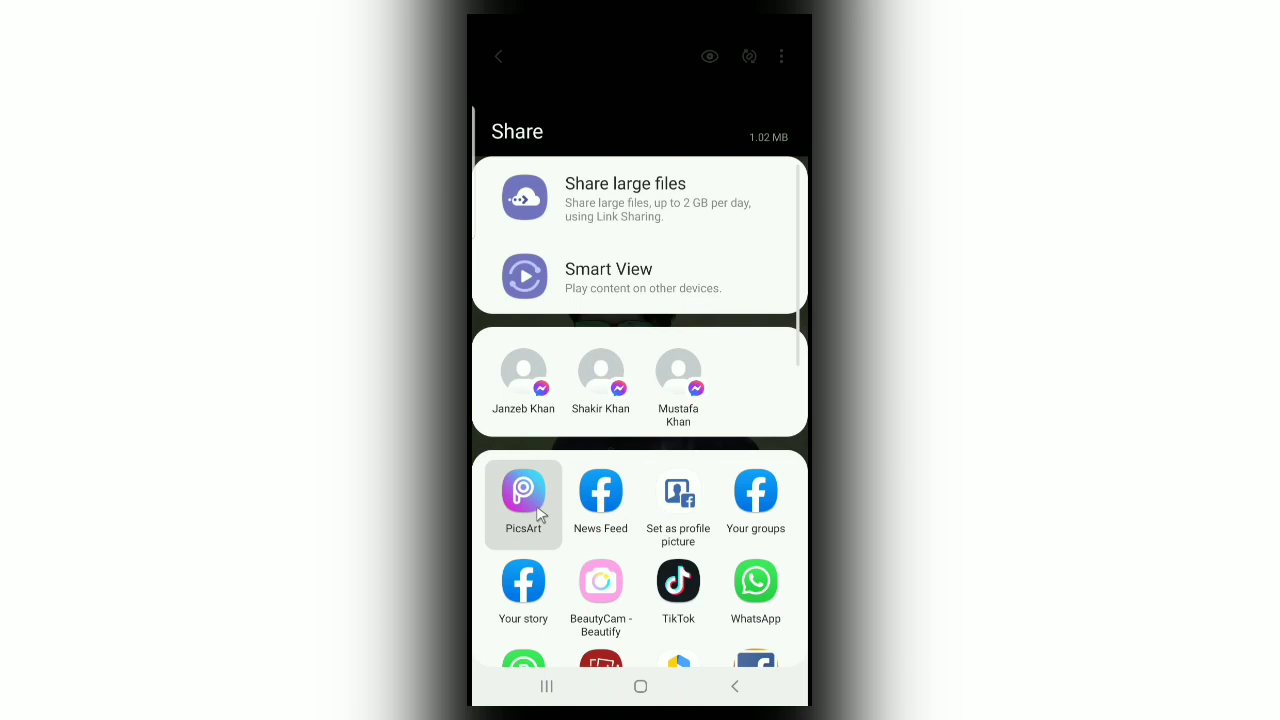 Share
1.02 MB
Share large files
Share large files, up to 2 GB per day,
using Link Sharing.
Smart View
Play content on other devices.
Janzeb Khan
Shakir Khan
Mustafa
Khan
PicsArt
News Feed
Set as profile
picture
Your groups
Your story
BeautyCam -
Beautify
TikTok
WhatsApp